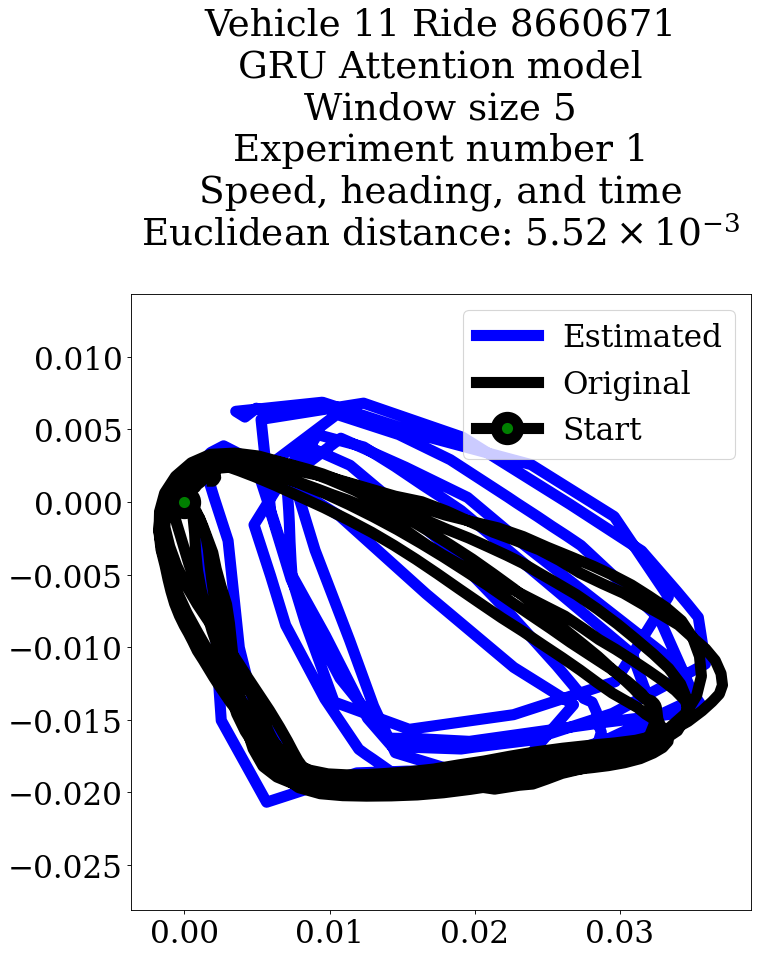 Vehicle 11 Ride 8660671
GRU Attention model
Window size 5
Experiment number 1
Speed, heading, and time
Euclidean distance: 5.52 × 10⁻³
Estimated
Original
Start
0.010
0.005
0.000
−0.005
−0.010
−0.015
−0.020
−0.025
0.00 0.01 0.02 0.03